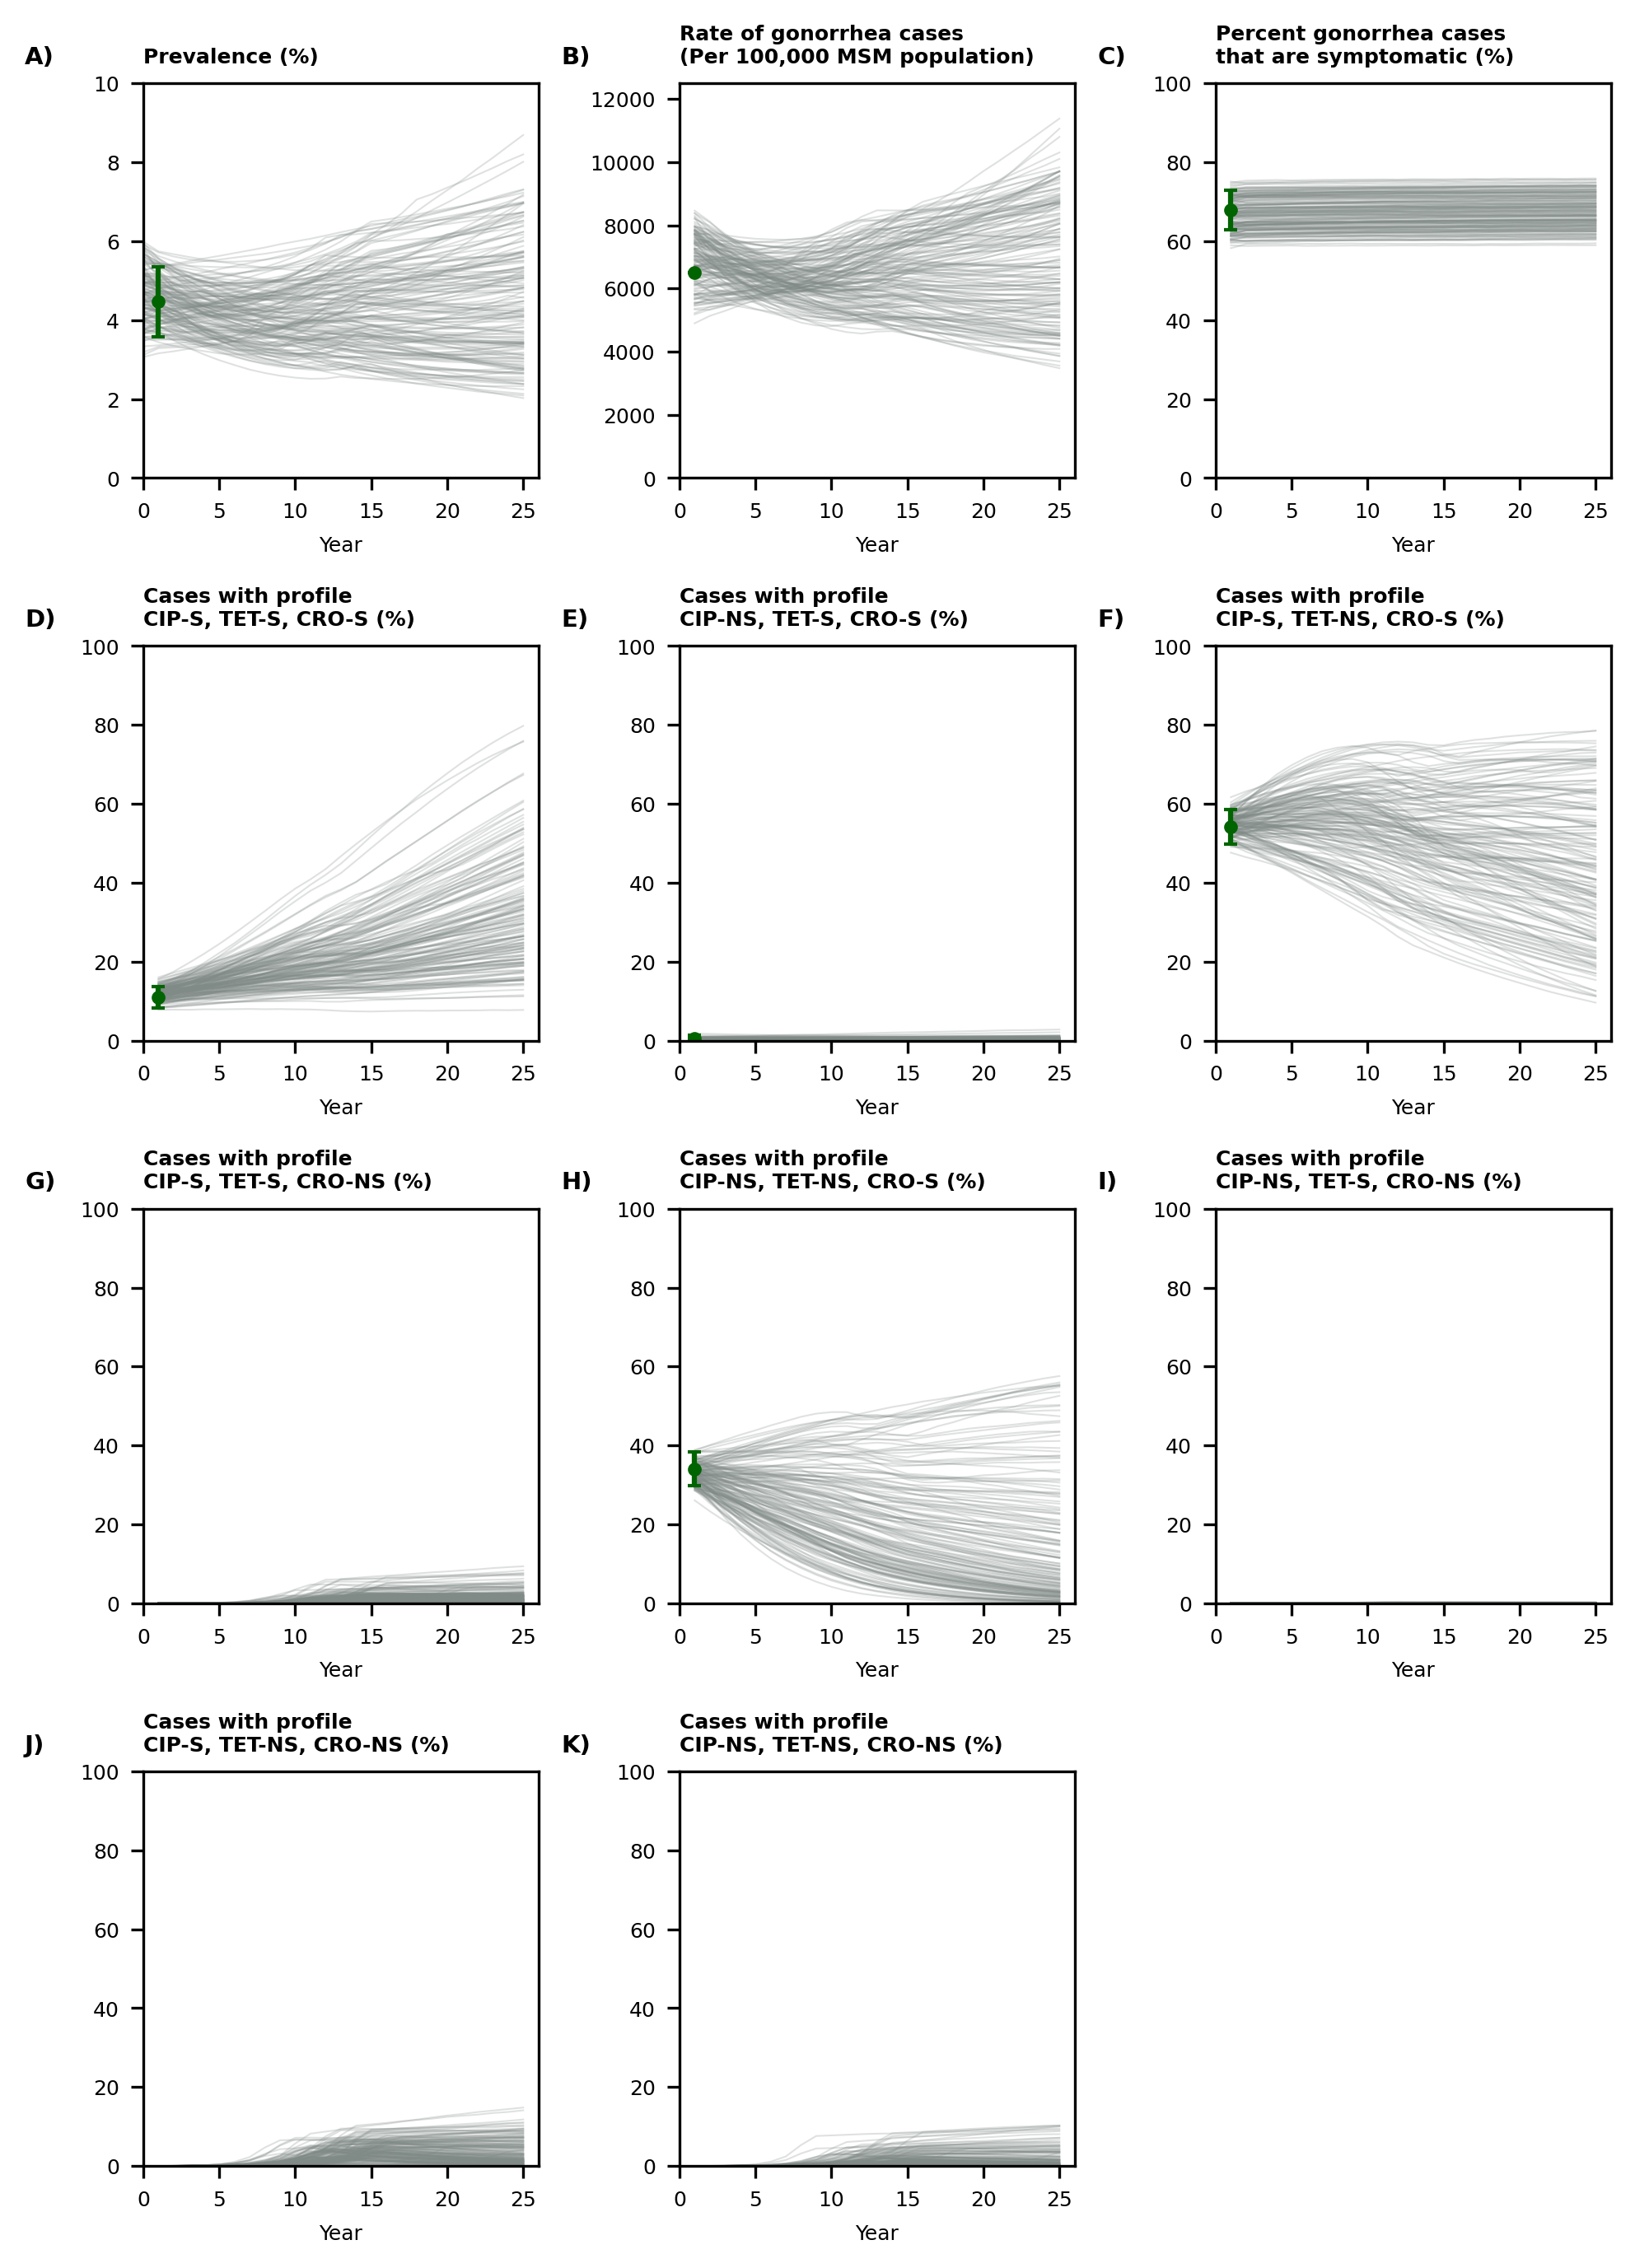 A)
Prevalence (%)
10
8
6
4
2
0
0 5 10 15 20 25
Year
B)
Rate of gonorrhea cases
(Per 100,000 MSM population)
12000
10000
8000
6000
4000
2000
0
0 5 10 15 20 25
Year
C)
Percent gonorrhea cases
that are symptomatic (%)
100
80
60
40
20
0
0 5 10 15 20 25
Year
D)
Cases with profile
CIP-S, TET-S, CRO-S (%)
100
80
60
40
20
0
0 5 10 15 20 25
Year
E)
Cases with profile
CIP-NS, TET-S, CRO-S (%)
100
80
60
40
20
0
0 5 10 15 20 25
Year
F)
Cases with profile
CIP-S, TET-NS, CRO-S (%)
100
80
60
40
20
0
0 5 10 15 20 25
Year
G)
Cases with profile
CIP-S, TET-S, CRO-NS (%)
100
80
60
40
20
0
0 5 10 15 20 25
Year
H)
Cases with profile
CIP-NS, TET-NS, CRO-S (%)
100
80
60
40
20
0
0 5 10 15 20 25
Year
I)
Cases with profile
CIP-NS, TET-S, CRO-NS (%)
100
80
60
40
20
0
0 5 10 15 20 25
Year
J)
Cases with profile
CIP-S, TET-NS, CRO-NS (%)
100
80
60
40
20
0
0 5 10 15 20 25
Year
K)
Cases with profile
CIP-NS, TET-NS, CRO-NS (%)
100
80
60
40
20
0
0 5 10 15 20 25
Year